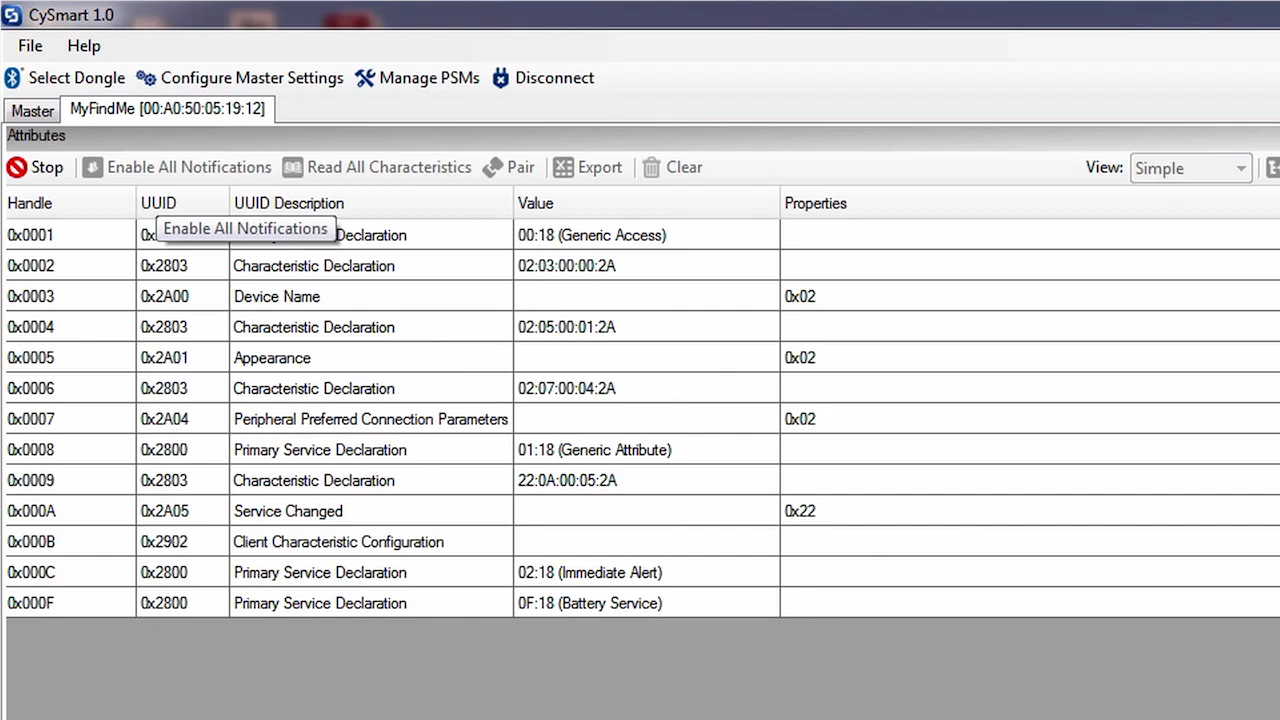 CySmart 1.0
File Help
Select Dongle Configure Master Settings Manage PSMs Disconnect
Master MyFindMe [00:A0:50:05:19:12]
Attributes
Stop Enable All Notifications Read All Characteristics Pair Export Clear View: Simple
Handle UUID UUID Description Value Properties
Enable All Notifications
0x0001 Declaration 00:18 (Generic Access)
0x0002 0x2803 Characteristic Declaration 02:03:00:00:2A
0x0003 0x2A00 Device Name 0x02
0x0004 0x2803 Characteristic Declaration 02:05:00:01:2A
0x0005 0x2A01 Appearance 0x02
0x0006 0x2803 Characteristic Declaration 02:07:00:04:2A
0x0007 0x2A04 Peripheral Preferred Connection Parameters 0x02
0x0008 0x2800 Primary Service Declaration 01:18 (Generic Attribute)
0x0009 0x2803 Characteristic Declaration 22:0A:00:05:2A
0x000A 0x2A05 Service Changed 0x22
0x000B 0x2902 Client Characteristic Configuration
0x000C 0x2800 Primary Service Declaration 02:18 (Immediate Alert)
0x000F 0x2800 Primary Service Declaration 0F:18 (Battery Service)